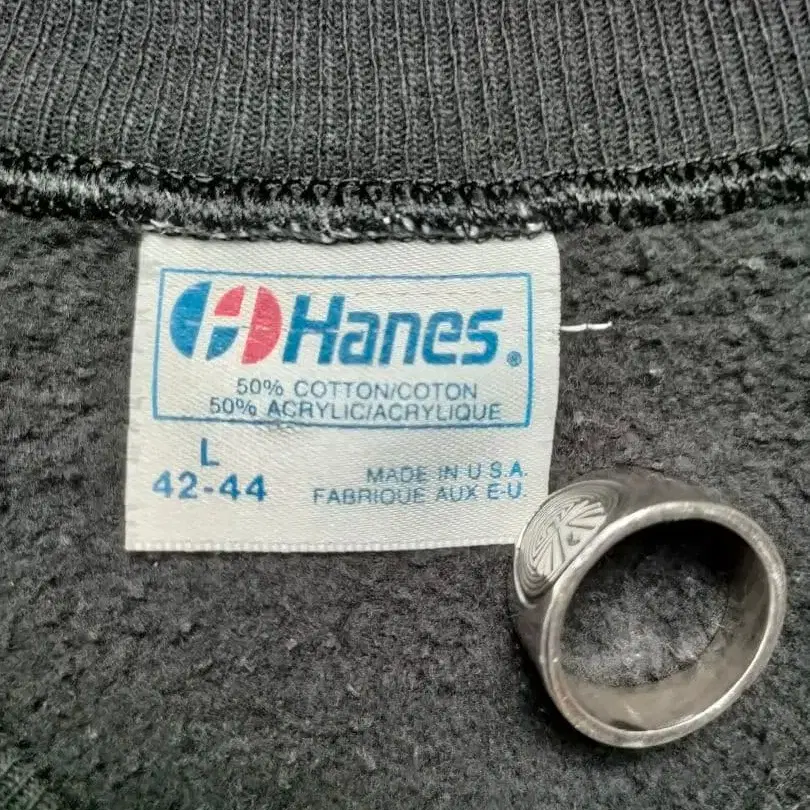 Hanes®
50% COTTON/COTON
50% ACRYLIC/ACRYLIQUE
L
42-44
MADE IN U.S.A.
FABRIQUE AUX E-U.